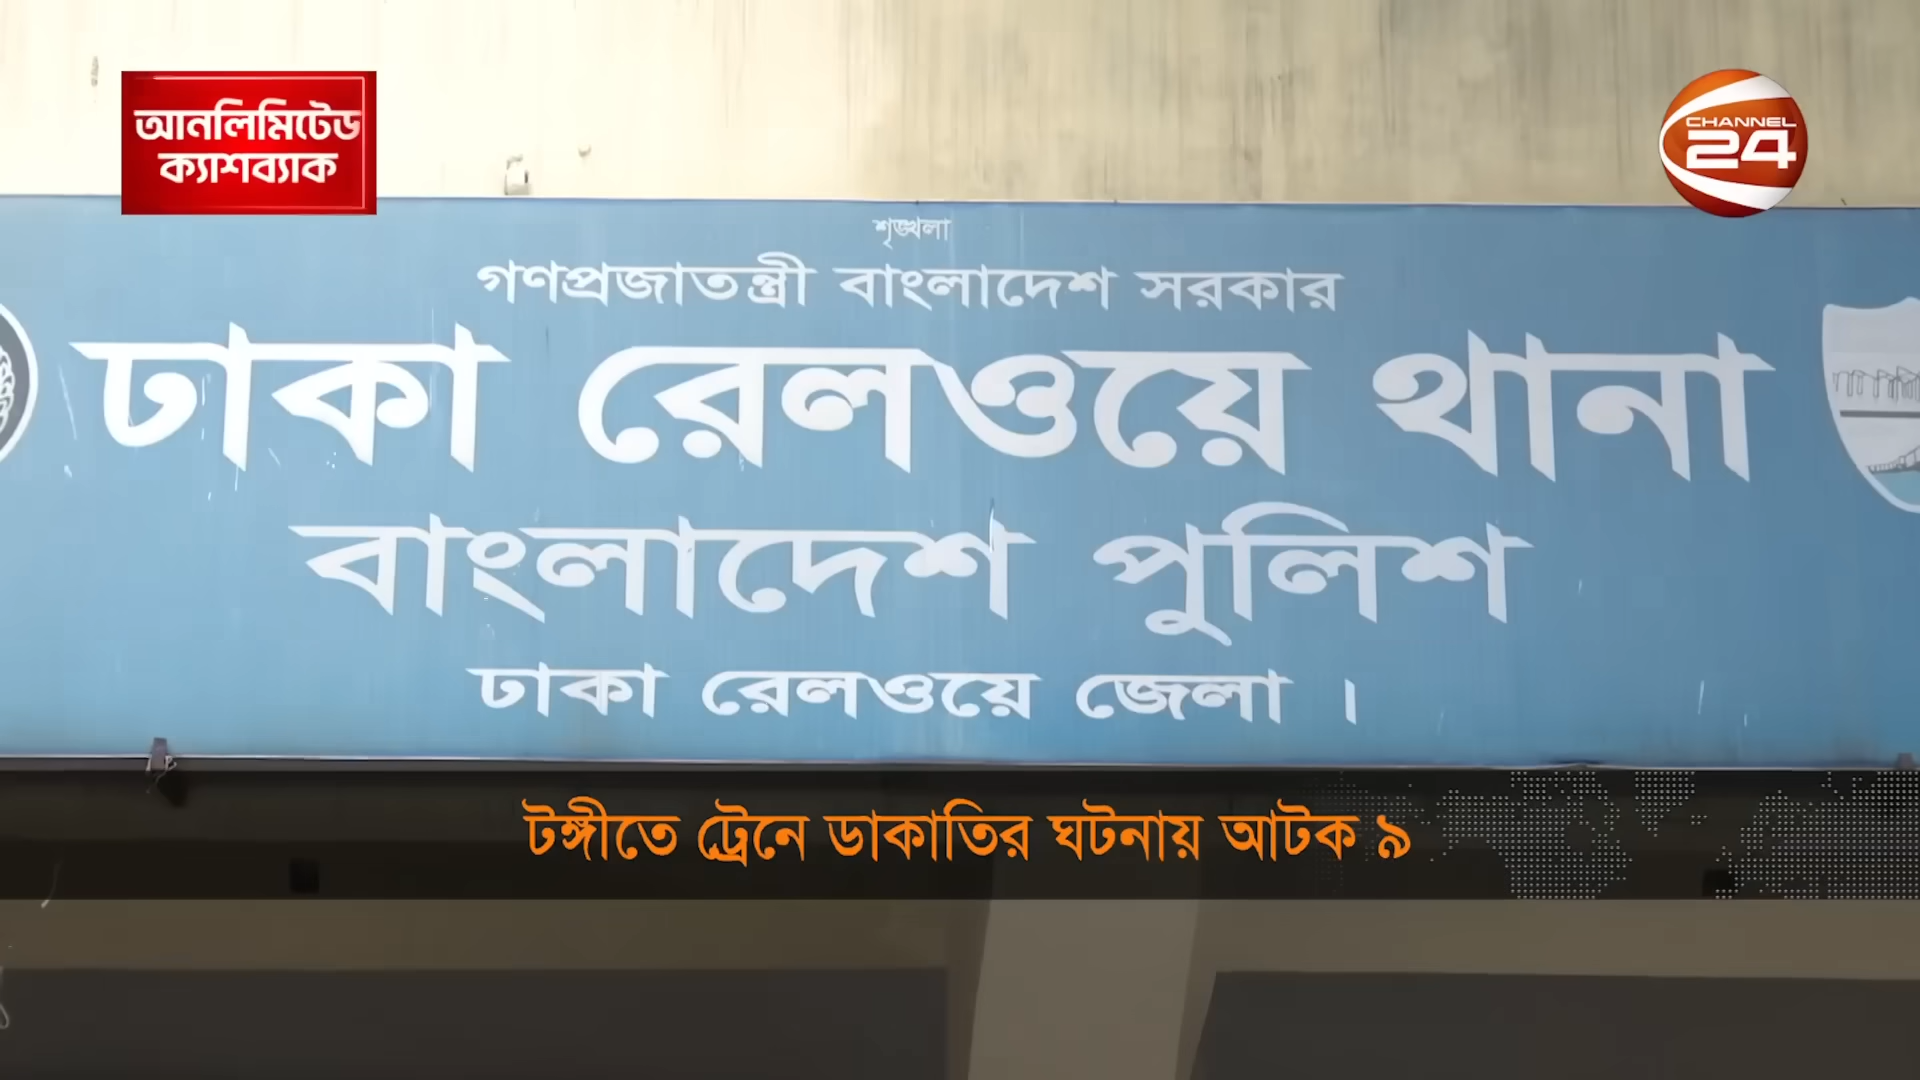 আনলিমিটেড
ক্যাশব্যাক
CHANNEL
24
শৃঙ্খলা
গণপ্রজাতন্ত্রী বাংলাদেশ সরকার
ঢাকা রেলওয়ে থানা
বাংলাদেশ পুলিশ
ঢাকা রেলওয়ে জেলা ।
টঙ্গীতে ট্রেনে ডাকাতির ঘটনায় আটক ৯